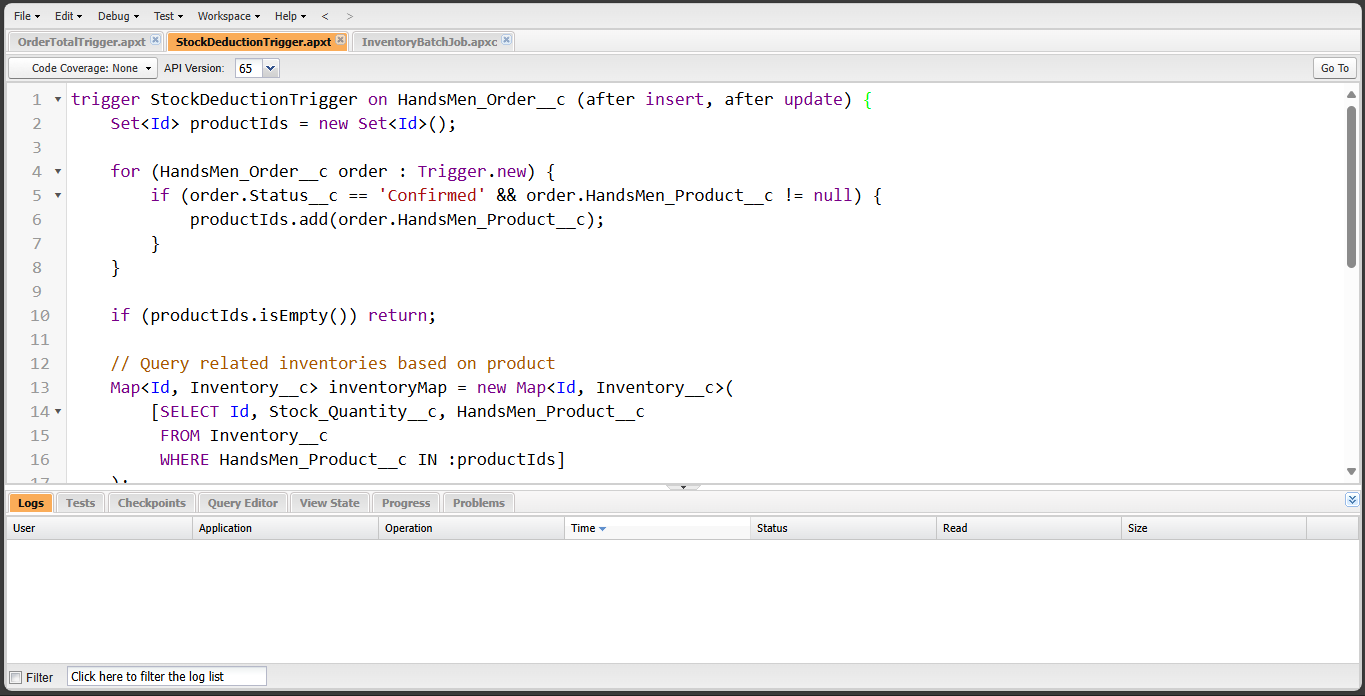 File Edit Debug Test Workspace Help < >
OrderTotalTrigger.apxt StockDeductionTrigger.apxt InventoryBatchJob.apxc
Code Coverage: None API Version: 65 Go To
1 trigger StockDeductionTrigger on HandsMen_Order__c (after insert, after update) {
2 Set<Id> productIds = new Set<Id>();
3
4 for (HandsMen_Order__c order : Trigger.new) {
5 if (order.Status__c == 'Confirmed' && order.HandsMen_Product__c != null) {
6 productIds.add(order.HandsMen_Product__c);
7 }
8 }
9
10 if (productIds.isEmpty()) return;
11
12 // Query related inventories based on product
13 Map<Id, Inventory__c> inventoryMap = new Map<Id, Inventory__c>(
14 [SELECT Id, Stock_Quantity__c, HandsMen_Product__c
15 FROM Inventory__c
16 WHERE HandsMen_Product__c IN :productIds]
17 );
Logs Tests Checkpoints Query Editor View State Progress Problems
User Application Operation Time Status Read Size
Filter Click here to filter the log list